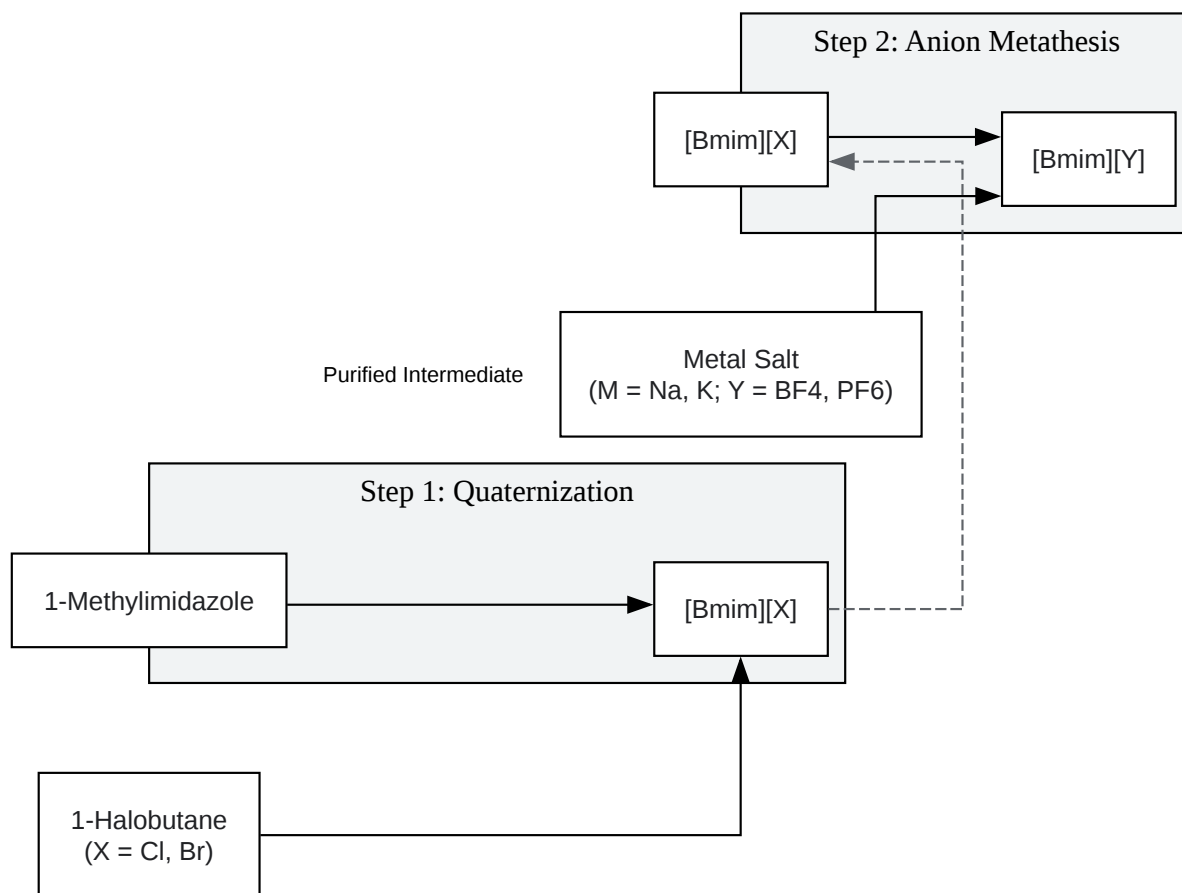 Step 2: Anion Metathesis
[Bmim][X]
[Bmim][Y]
Metal Salt
(M = Na, K; Y = BF4, PF6)
Purified Intermediate
Step 1: Quaternization
1-Methylimidazole
[Bmim][X]
1-Halobutane
(X = Cl, Br)